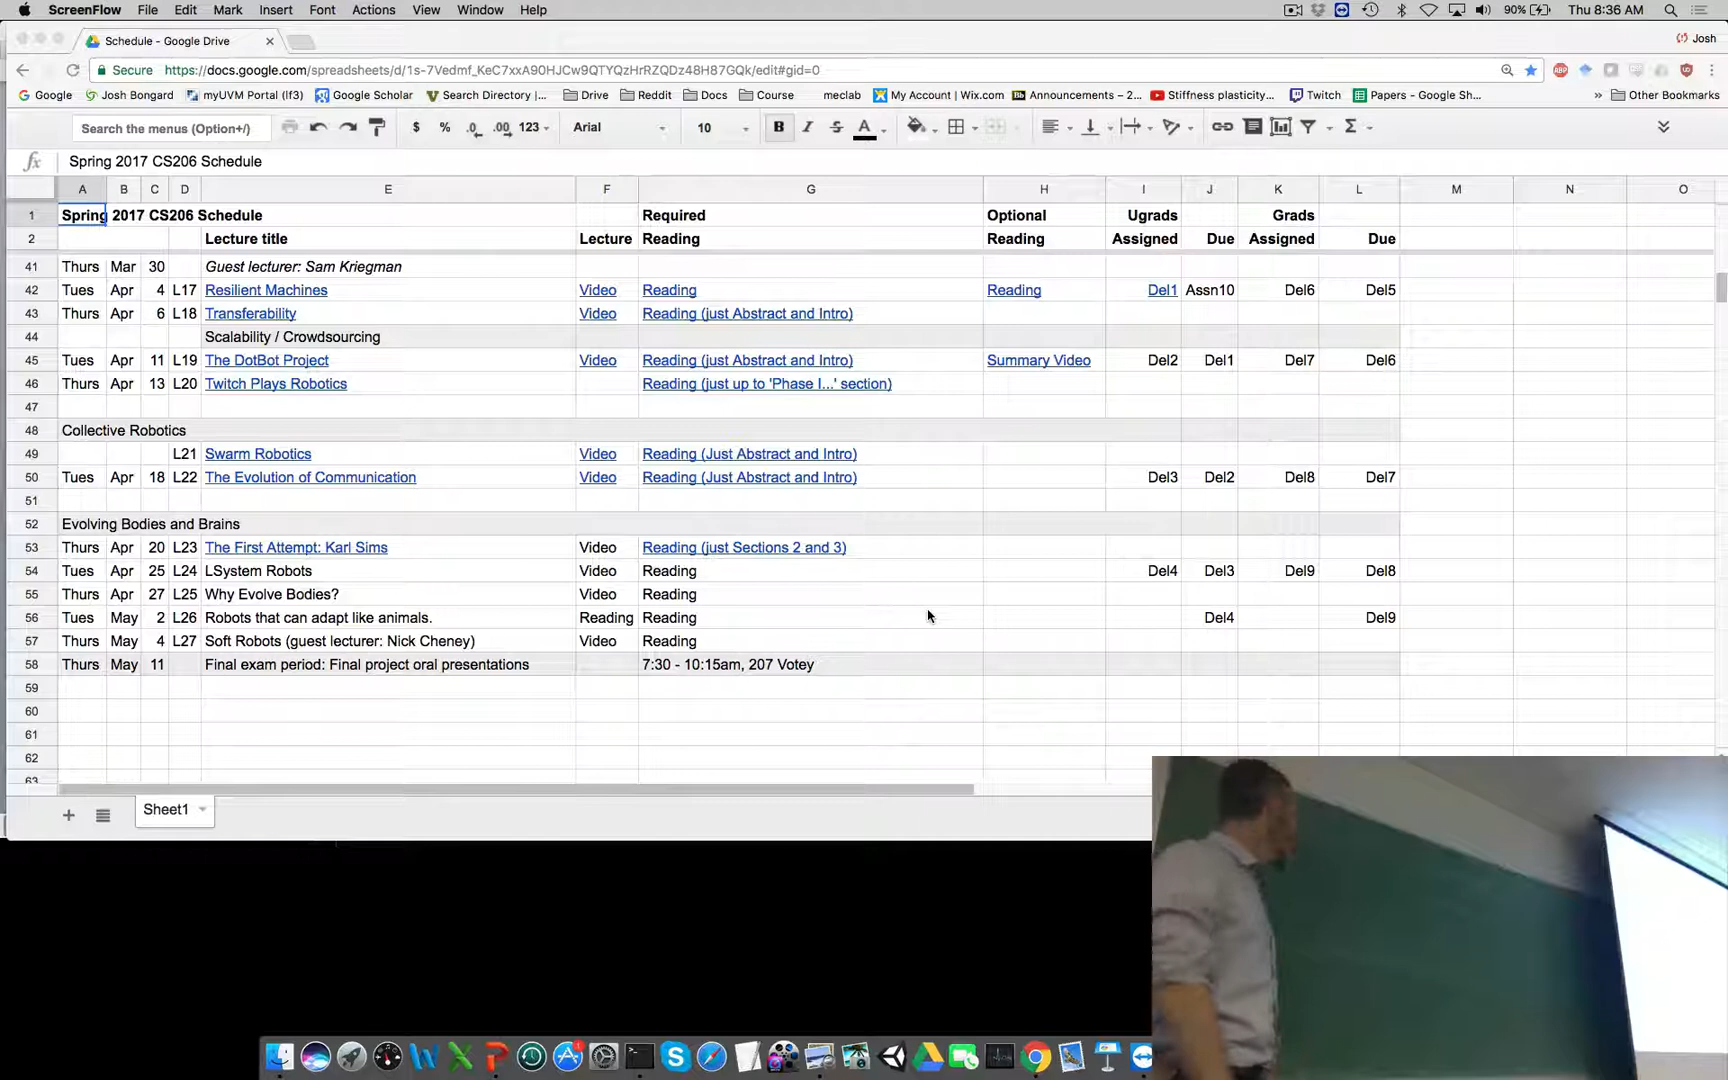 ScreenFlow File Edit Mark Insert Font Actions View Window Help 90% Thu 8:36 AM
Schedule - Google Drive Josh
Secure https://docs.google.com/spreadsheets/d/1s-7Vedmf_KeC7xxA90HJCw9QTYQzHrRZQDz48H87GQk/edit#gid=0
Google Josh Bongard myUVM Portal (lf3) Google Scholar Search Directory |... Drive Reddit Docs Course meclab My Account | Wix.com Announcements – 2... Stiffness plasticity... Twitch Papers - Google Sh... » Other Bookmarks
Search the menus (Option+/) $ % .0 .00 123 Arial 10 B I S A Σ
fx Spring 2017 CS206 Schedule
A B C D E F G H I J K L M N O
1 Spring 2017 CS206 Schedule Required Optional Ugrads Grads
2 Lecture title Lecture Reading Reading Assigned Due Assigned Due
41 Thurs Mar 30 Guest lecturer: Sam Kriegman
42 Tues Apr 4 L17 Resilient Machines Video Reading Reading Del1 Assn10 Del6 Del5
43 Thurs Apr 6 L18 Transferability Video Reading (just Abstract and Intro)
44 Scalability / Crowdsourcing
45 Tues Apr 11 L19 The DotBot Project Video Reading (just Abstract and Intro) Summary Video Del2 Del1 Del7 Del6
46 Thurs Apr 13 L20 Twitch Plays Robotics Reading (just up to 'Phase I...' section)
47
48 Collective Robotics
49 L21 Swarm Robotics Video Reading (Just Abstract and Intro)
50 Tues Apr 18 L22 The Evolution of Communication Video Reading (Just Abstract and Intro) Del3 Del2 Del8 Del7
51
52 Evolving Bodies and Brains
53 Thurs Apr 20 L23 The First Attempt: Karl Sims Video Reading (just Sections 2 and 3)
54 Tues Apr 25 L24 LSystem Robots Video Reading Del4 Del3 Del9 Del8
55 Thurs Apr 27 L25 Why Evolve Bodies? Video Reading
56 Tues May 2 L26 Robots that can adapt like animals. Reading Reading Del4 Del9
57 Thurs May 4 L27 Soft Robots (guest lecturer: Nick Cheney) Video Reading
58 Thurs May 11 Final exam period: Final project oral presentations 7:30 - 10:15am, 207 Votey
59
60
61
62
63
Sheet1